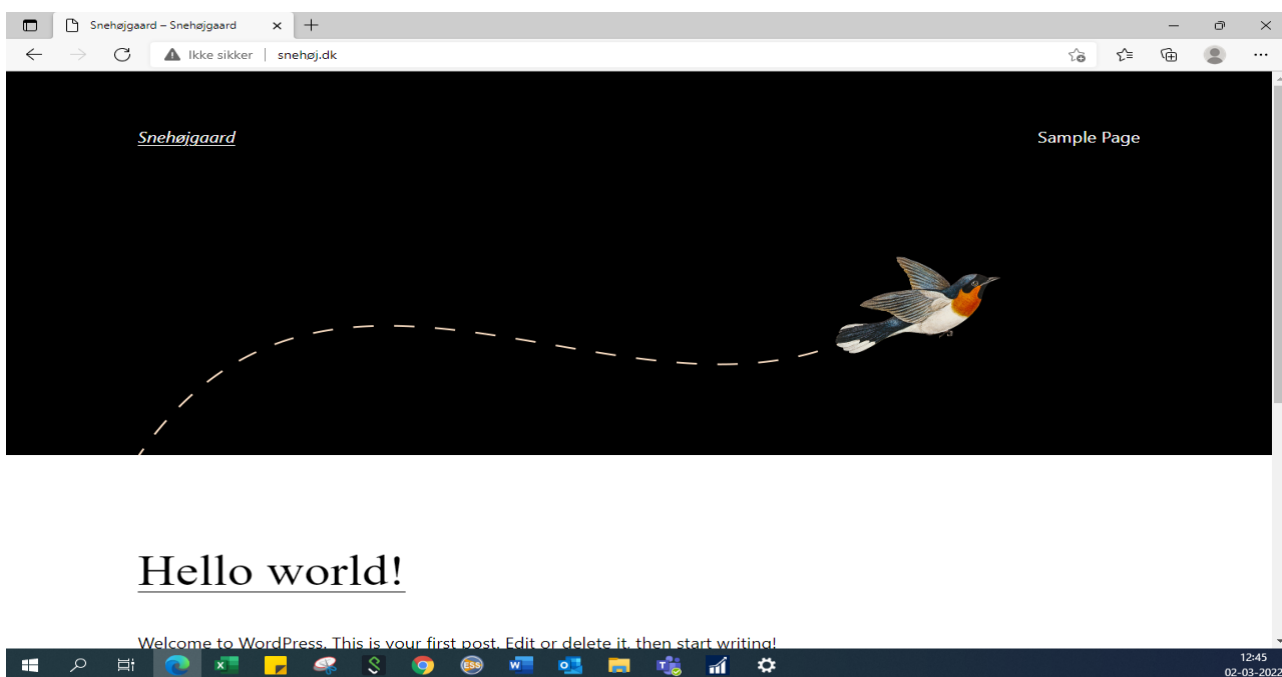 Snehøjgaard – Snehøjgaard
Ikke sikker | snehøj.dk
Snehøjgaard
Sample Page
Hello world!
Welcome to WordPress. This is your first post. Edit or delete it, then start writing!
ESS
12:45
02-03-2022